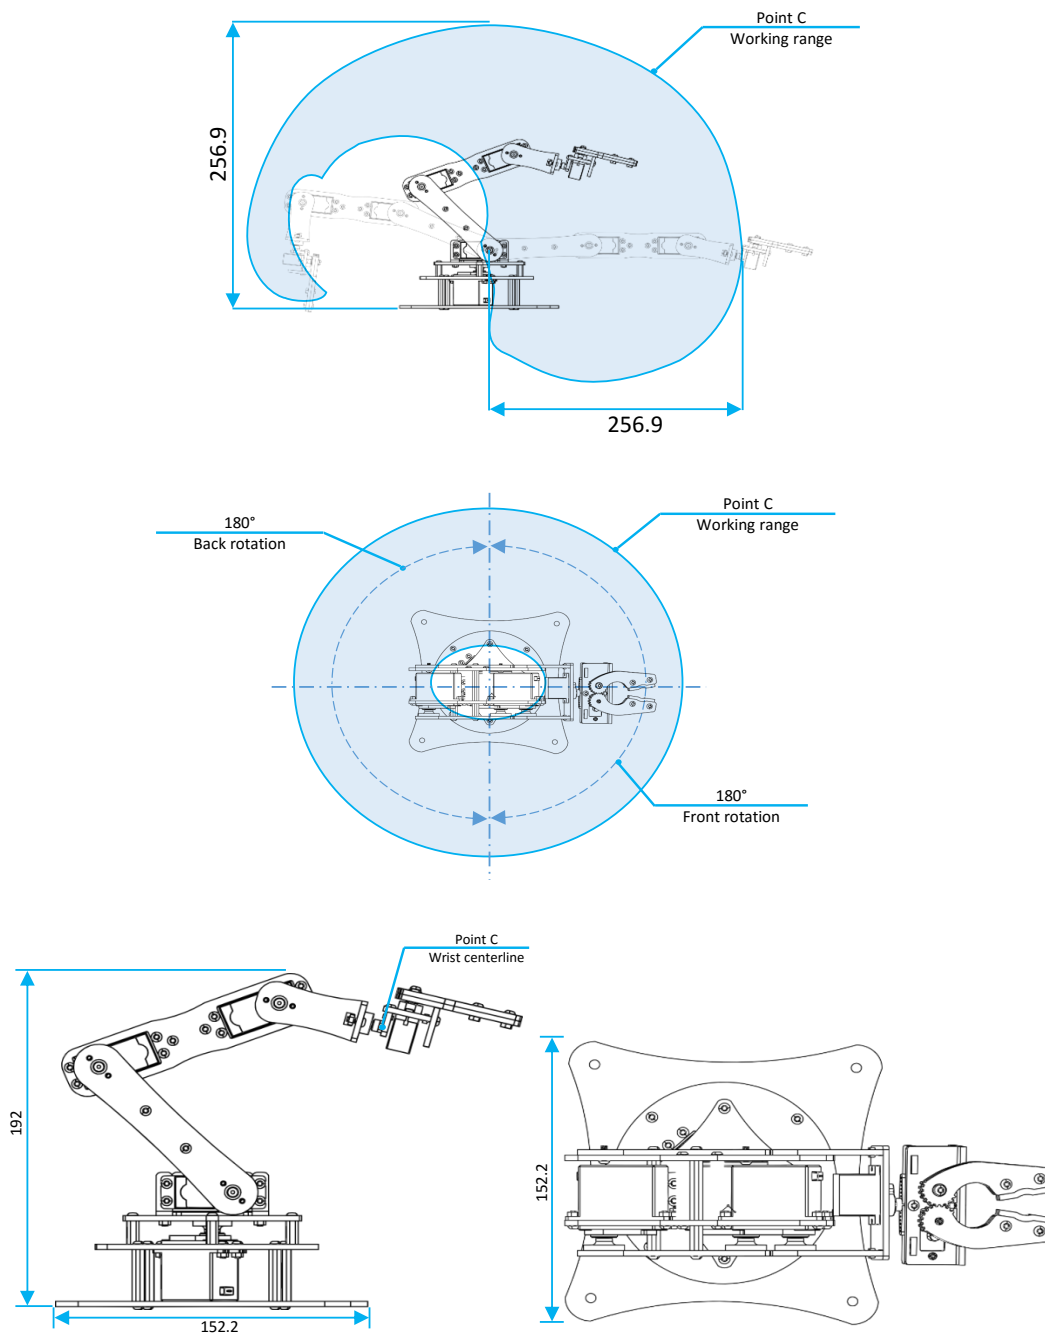 Point C
Working range
256.9
256.9
180°
Back rotation
Point C
Working range
180°
Front rotation
Point C
Wrist centerline
192
152.2
152.2